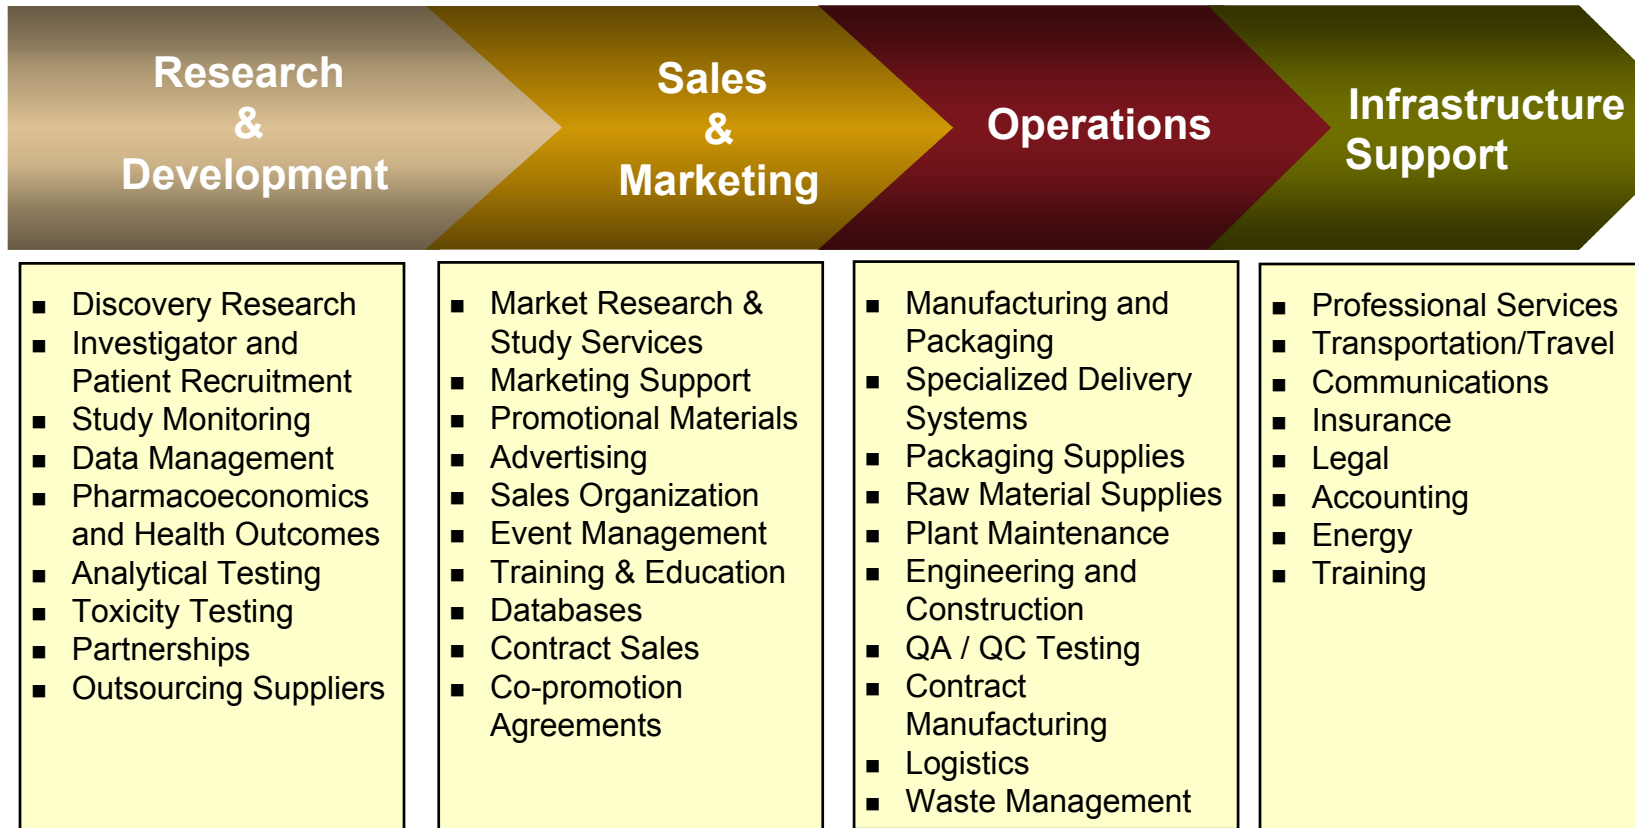 Research
&
Development
Sales
&
Marketing
Operations
Infrastructure
Support
■ Discovery Research
■ Investigator and
Patient Recruitment
■ Study Monitoring
■ Data Management
■ Pharmacoeconomics
and Health Outcomes
■ Analytical Testing
■ Toxicity Testing
■ Partnerships
■ Outsourcing Suppliers
■ Market Research &
Study Services
■ Marketing Support
■ Promotional Materials
■ Advertising
■ Sales Organization
■ Event Management
■ Training & Education
■ Databases
■ Contract Sales
■ Co-promotion
Agreements
■ Manufacturing and
Packaging
■ Specialized Delivery
Systems
■ Packaging Supplies
■ Raw Material Supplies
■ Plant Maintenance
■ Engineering and
Construction
■ QA / QC Testing
■ Contract
Manufacturing
■ Logistics
■ Waste Management
■ Professional Services
■ Transportation/Travel
■ Communications
■ Insurance
■ Legal
■ Accounting
■ Energy
■ Training